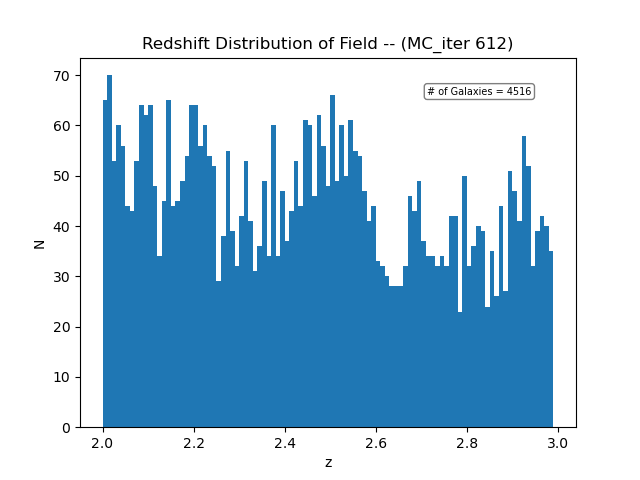 Redshift Distribution of Field -- (MC_iter 612)
# of Galaxies = 4516
70
60
50
40
30
20
10
0
N
2.0 2.2 2.4 2.6 2.8 3.0
z